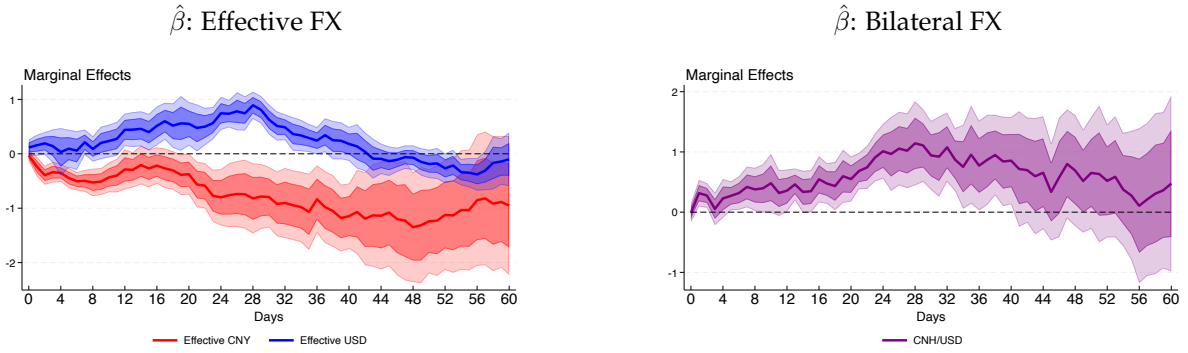 β̂: Effective FX
Marginal Effects
1
0
-1
-2
0 4 8 12 16 20 24 28 32 36 40 44 48 52 56 60
Days
Effective CNY Effective USD
β̂: Bilateral FX
Marginal Effects
2
1
0
-1
0 4 8 12 16 20 24 28 32 36 40 44 48 52 56 60
Days
CNH/USD